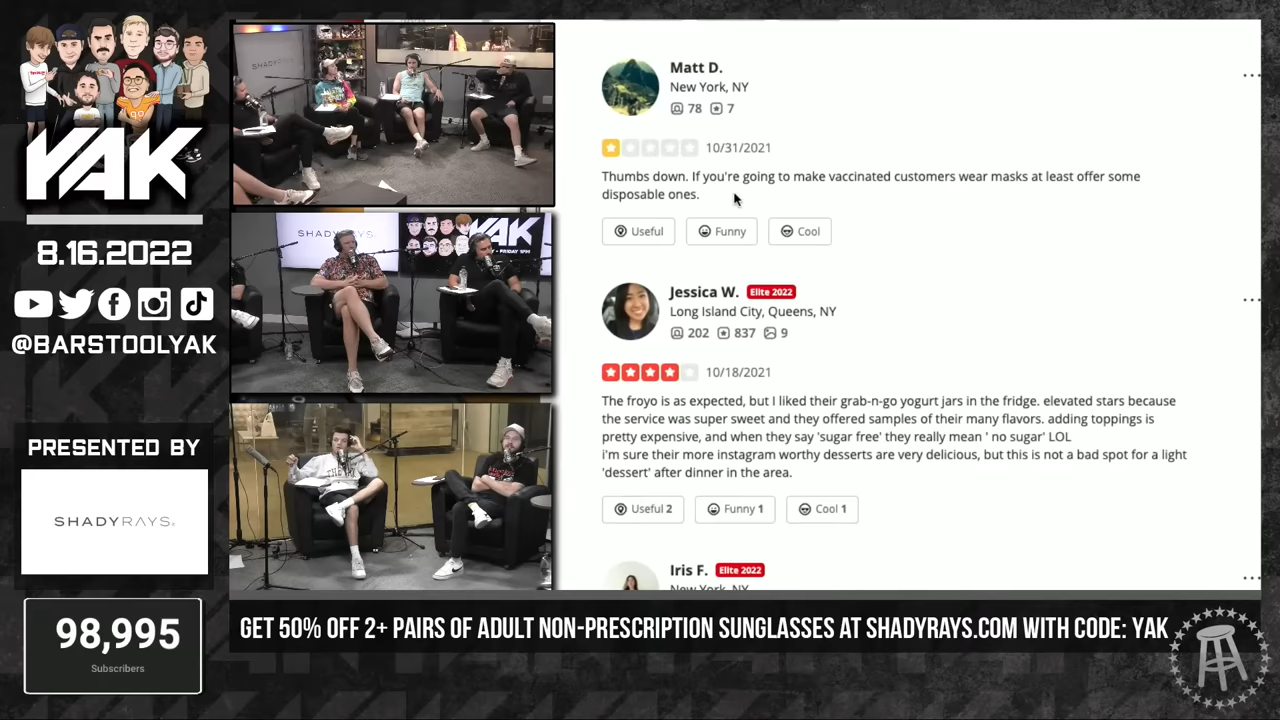 YAK
8.16.2022
@BARSTOOLYAK
PRESENTED BY
SHADYRAYS
98,995
Subscribers
SHADYRAYS.
SHADYRAYS
YAK
- FRIDAY 1PM
Matt D.
New York, NY
78 7
10/31/2021
Thumbs down. If you're going to make vaccinated customers wear masks at least offer some
disposable ones.
Useful Funny Cool
Jessica W. Elite 2022
Long Island City, Queens, NY
202 837 9
10/18/2021
The froyo is as expected, but I liked their grab-n-go yogurt jars in the fridge. elevated stars because
the service was super sweet and they offered samples of their many flavors. adding toppings is
pretty expensive, and when they say 'sugar free' they really mean ' no sugar' LOL
i'm sure their more instagram worthy desserts are very delicious, but this is not a bad spot for a light
'dessert' after dinner in the area.
Useful 2 Funny 1 Cool 1
Iris F. Elite 2022
New York, NY
GET 50% OFF 2+ PAIRS OF ADULT NON-PRESCRIPTION SUNGLASSES AT SHADYRAYS.COM WITH CODE: YAK